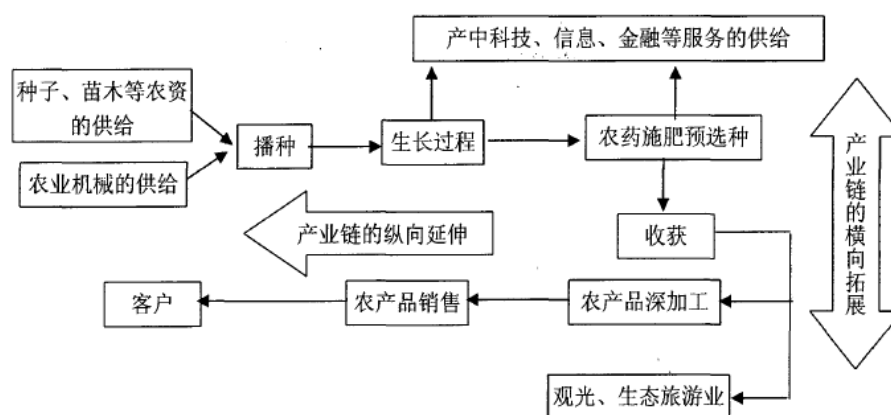 产中科技、信息、金融等服务的供给
种子、苗木等农资
的供给
播种
生长过程
农药施肥预选种
农业机械的供给
产业链的纵向延伸
收获
产业链的横向拓展
客户
农产品销售
农产品深加工
观光、生态旅游业